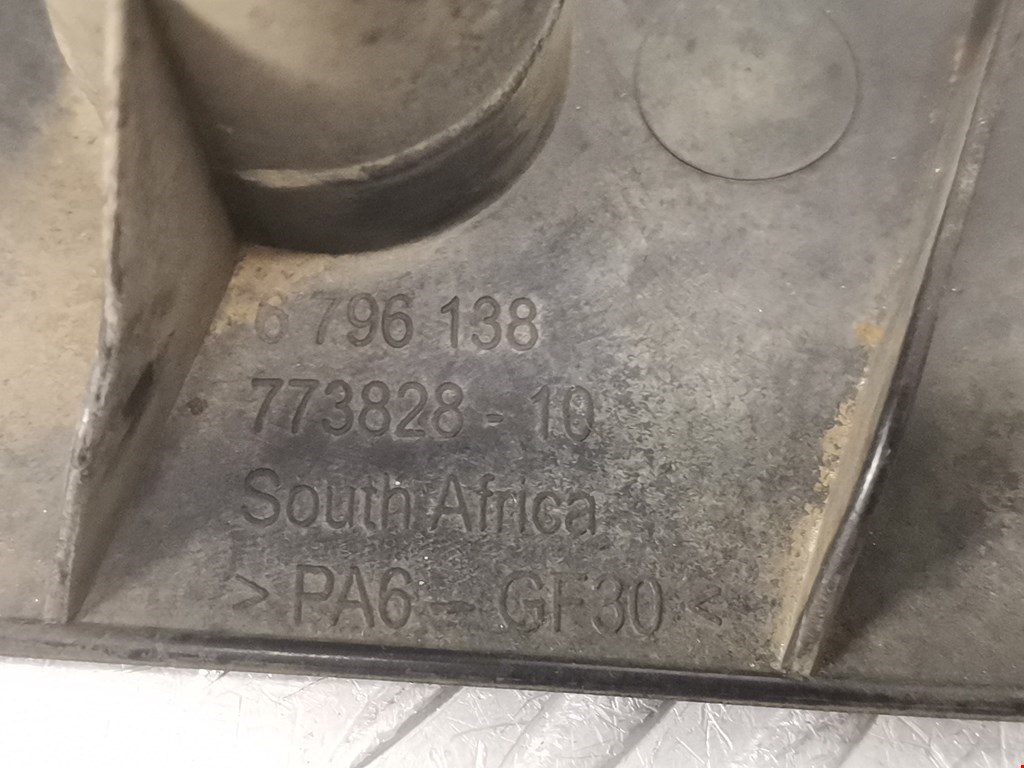 6 796 138
773828 - 10
South Africa
> PA6 - GF30 <